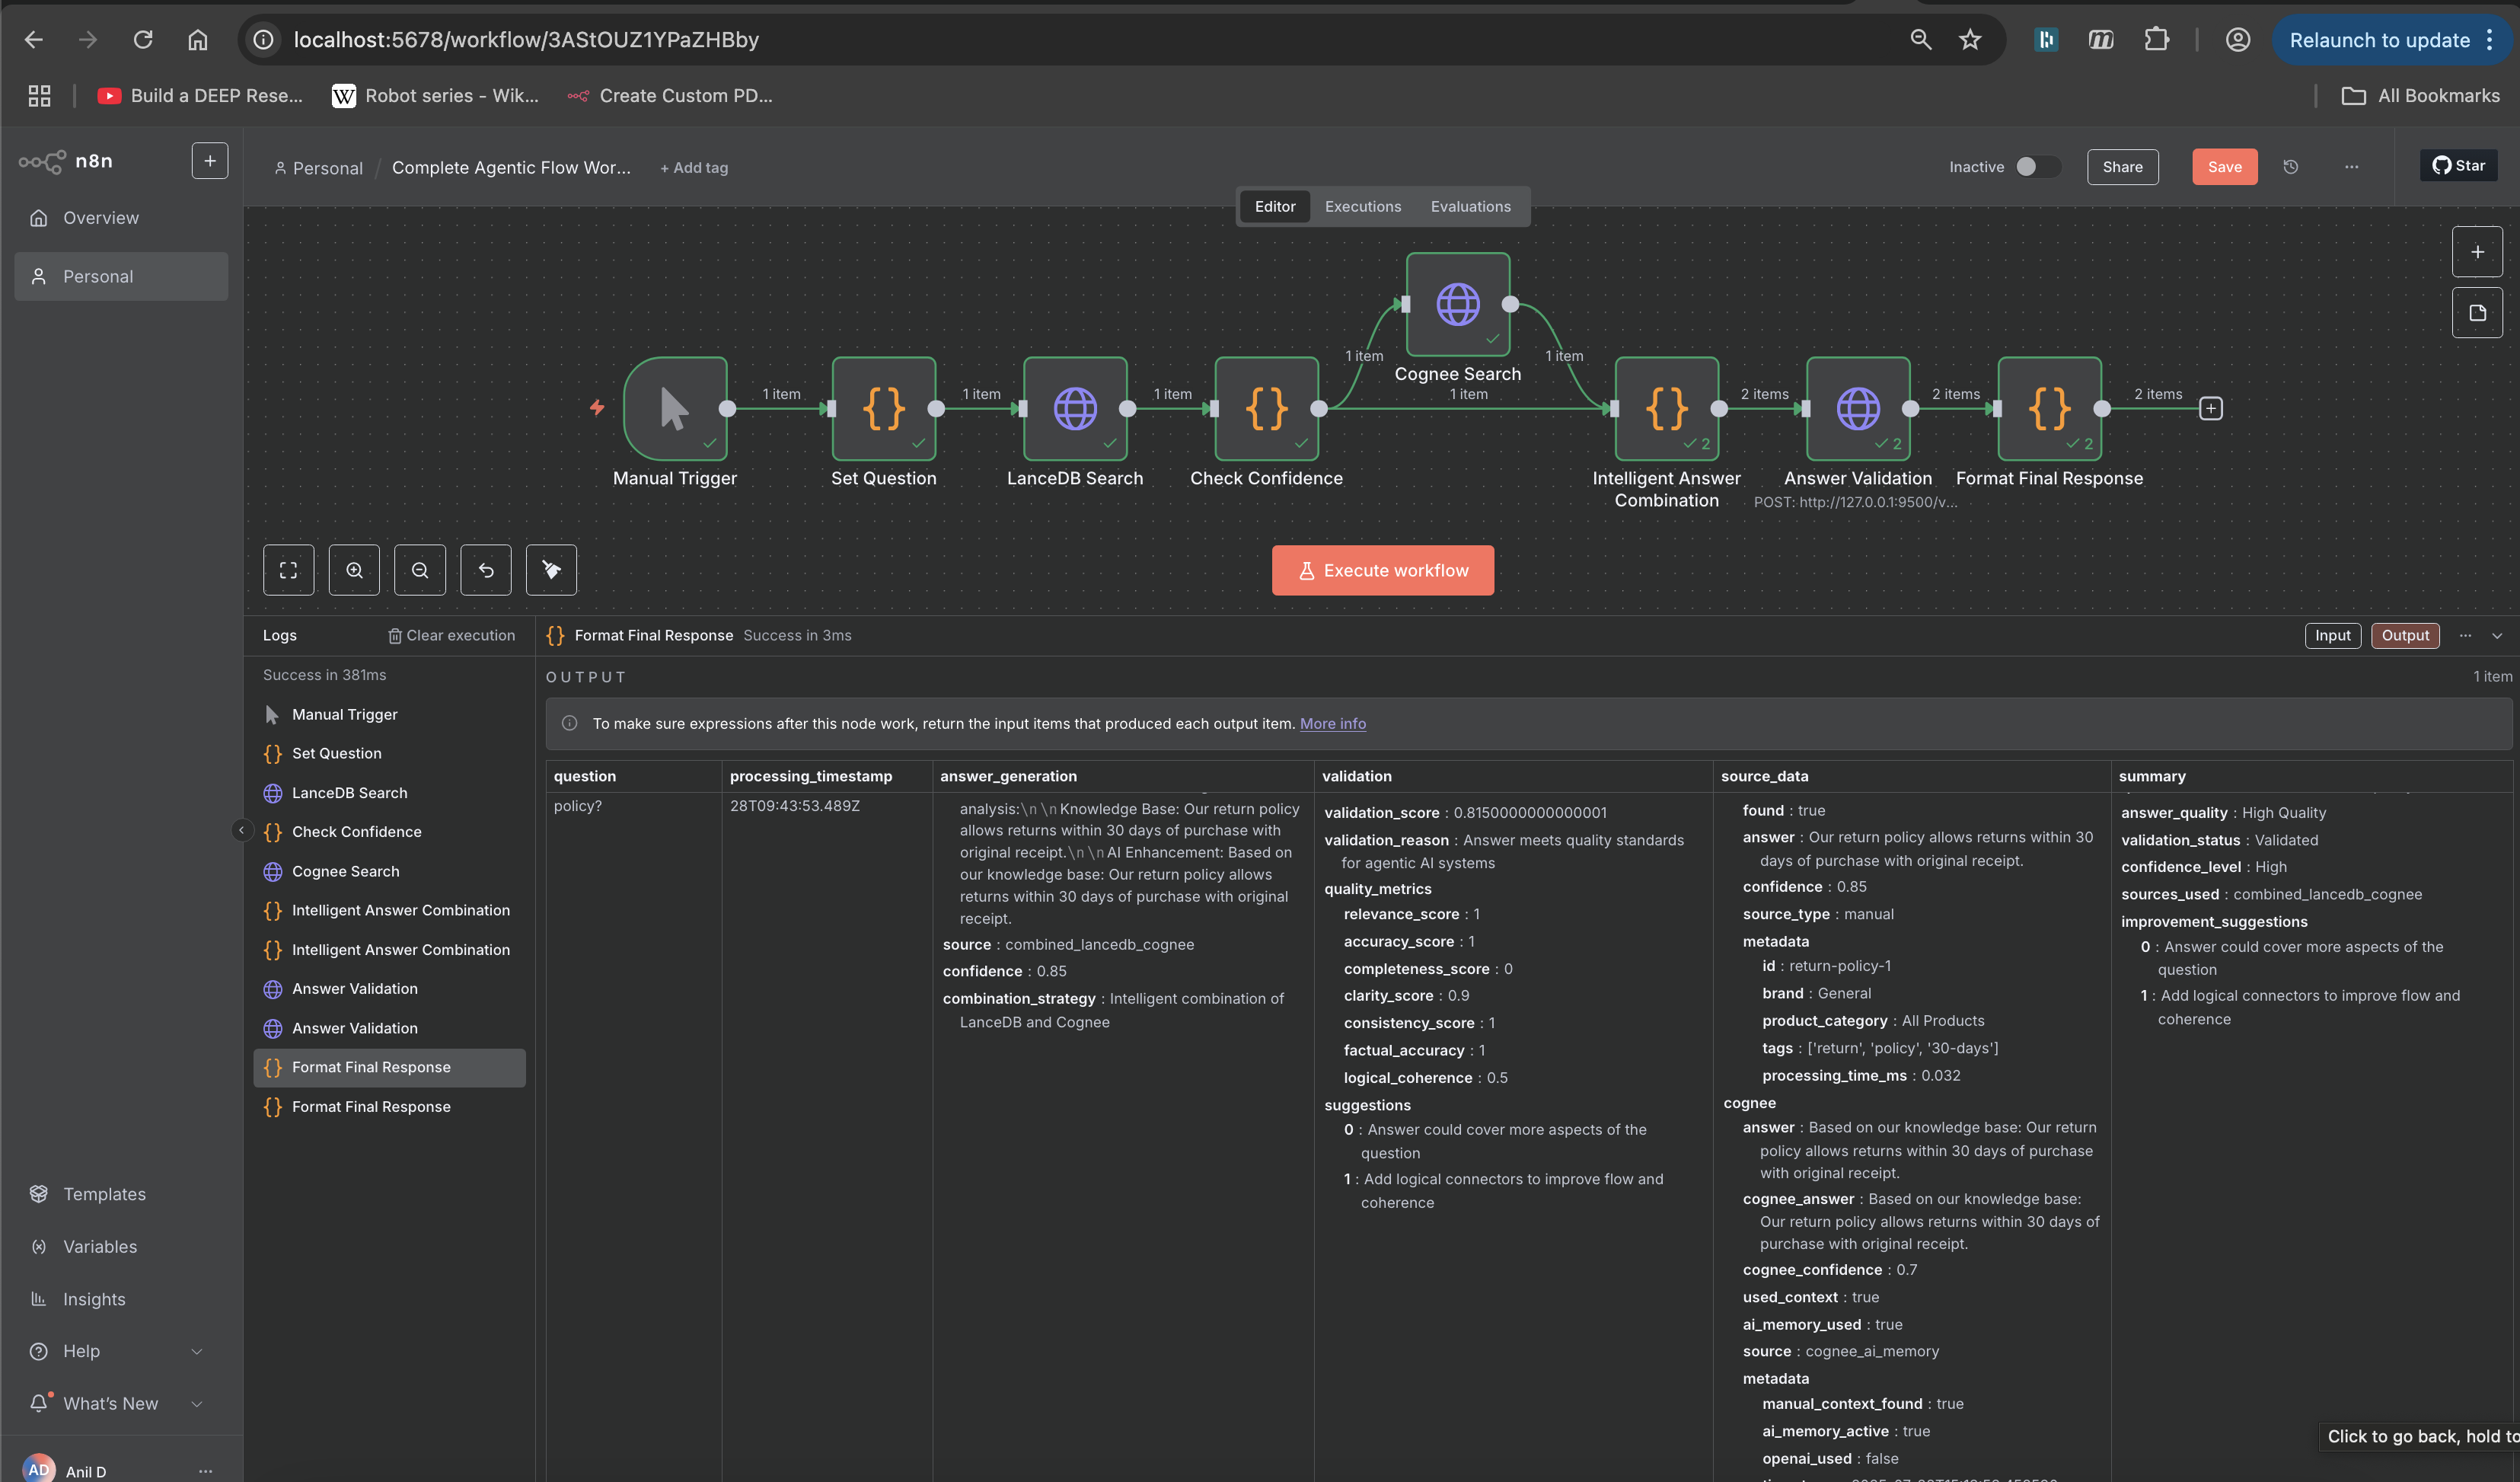 localhost:5678/workflow/3AStOUZ1YPaZHBby
Relaunch to update
Build a DEEP Rese...
Robot series - Wik...
Create Custom PD...
All Bookmarks
n8n
Personal / Complete Agentic Flow Wor... + Add tag
Inactive
Share
Save
Star
Overview
Personal
Editor
Executions
Evaluations
1 item
1 item
1 item
1 item
1 item
1 item
2 items
2 items
2 items
Cognee Search
2
2
2
Manual Trigger
Set Question
LanceDB Search
Check Confidence
Intelligent Answer
Combination
Answer Validation
POST: http://127.0.0.1:9500/v...
Format Final Response
Execute workflow
Logs
Clear execution
Success in 381ms
Manual Trigger
Set Question
LanceDB Search
Check Confidence
Cognee Search
Intelligent Answer Combination
Intelligent Answer Combination
Answer Validation
Answer Validation
Format Final Response
Format Final Response
Format Final Response Success in 3ms
Input
Output
OUTPUT
1 item
To make sure expressions after this node work, return the input items that produced each output item. More info
question
processing_timestamp
answer_generation
validation
source_data
summary
policy?
28T09:43:53.489Z
analysis:\n\nKnowledge Base: Our return policy
allows returns within 30 days of purchase with
original receipt.\n\nAI Enhancement: Based on
our knowledge base: Our return policy allows
returns within 30 days of purchase with original
receipt.
source : combined_lancedb_cognee
confidence : 0.85
combination_strategy : Intelligent combination of
LanceDB and Cognee
validation_score : 0.8150000000000001
validation_reason : Answer meets quality standards
for agentic AI systems
quality_metrics
relevance_score : 1
accuracy_score : 1
completeness_score : 0
clarity_score : 0.9
consistency_score : 1
factual_accuracy : 1
logical_coherence : 0.5
suggestions
0 : Answer could cover more aspects of the
question
1 : Add logical connectors to improve flow and
coherence
found : true
answer : Our return policy allows returns within 30
days of purchase with original receipt.
confidence : 0.85
source_type : manual
metadata
id : return-policy-1
brand : General
product_category : All Products
tags : ['return', 'policy', '30-days']
processing_time_ms : 0.032
cognee
answer : Based on our knowledge base: Our return
policy allows returns within 30 days of purchase
with original receipt.
cognee_answer : Based on our knowledge base:
Our return policy allows returns within 30 days of
purchase with original receipt.
cognee_confidence : 0.7
used_context : true
ai_memory_used : true
source : cognee_ai_memory
metadata
manual_context_found : true
ai_memory_active : true
openai_used : false
answer_quality : High Quality
validation_status : Validated
confidence_level : High
sources_used : combined_lancedb_cognee
improvement_suggestions
0 : Answer could cover more aspects of the
question
1 : Add logical connectors to improve flow and
coherence
Templates
Variables
Insights
Help
What's New
AD
Anil D
Click to go back, hold to